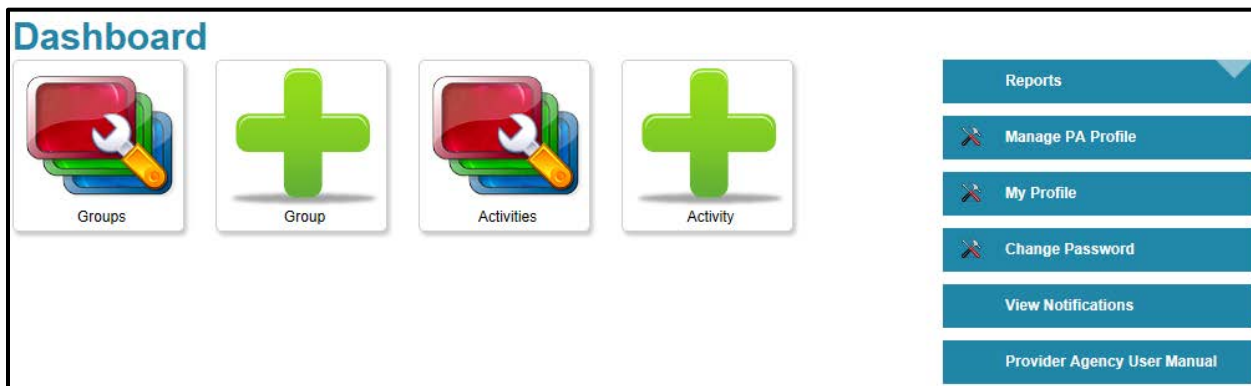 Dashboard
Groups
Group
Activities
Activity
Reports
Manage PA Profile
My Profile
Change Password
View Notifications
Provider Agency User Manual